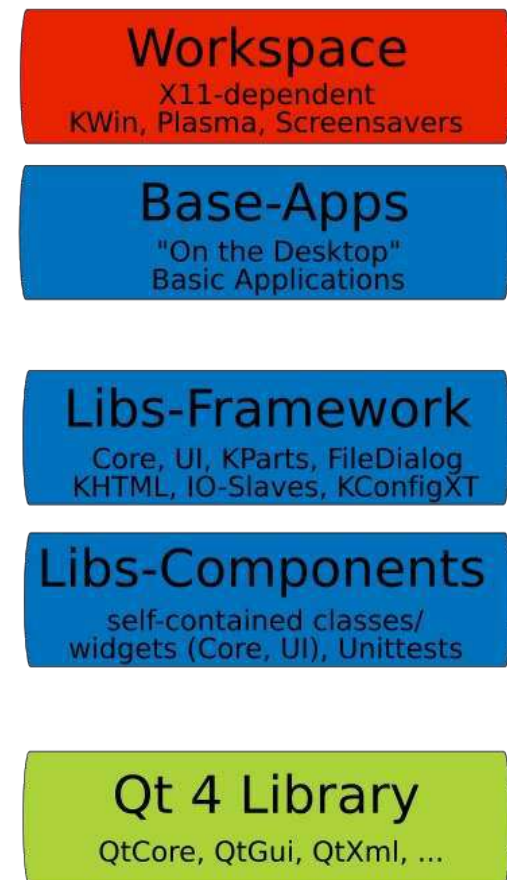 Workspace
X11-dependent
KWin, Plasma, Screensavers
Base-Apps
"On the Desktop"
Basic Applications
Libs-Framework
Core, UI, KParts, FileDialog
KHTML, IO-Slaves, KConfigXT
Libs-Components
self-contained classes/
widgets (Core, UI), Unittests
Qt 4 Library
QtCore, QtGui, QtXml, ...